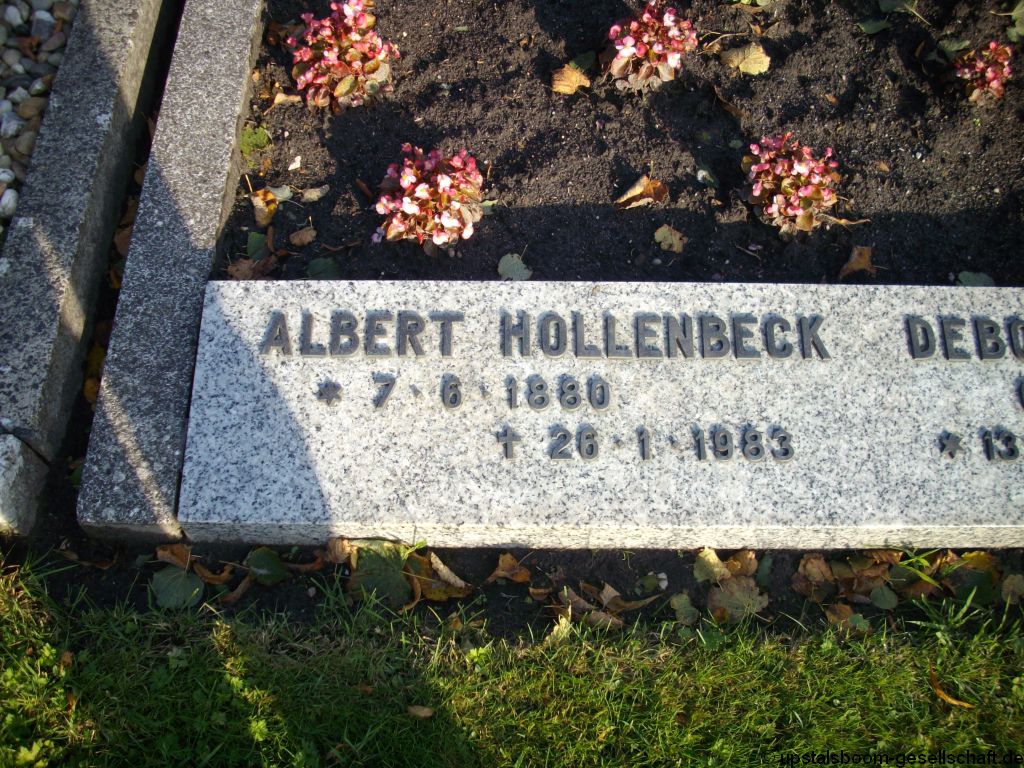 ALBERT HOLLENBECK
* 7·6·1880
† 26·1·1983
* 13
upstalsboom-gesellschaft.de